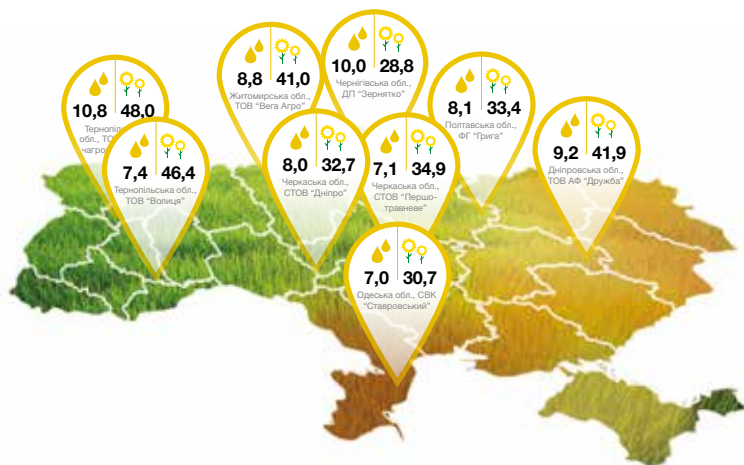 10,8 48,0
Тернопіль
обл., ТО
чагро
7,4 46,4
Тернопільська обл.,
ТОВ "Волиця"
8,8 41,0
Житомирська обл.,
ТОВ "Вега Агро"
10,0 28,8
Чернігівська обл.,
ДП "Зернятко"
8,0 32,7
Черкаська обл.,
СТОВ "Дніпро"
7,1 34,9
Черкаська обл.,
СТОВ "Першо-
травневе"
8,1 33,4
Полтавська обл.,
ФГ "Грига"
9,2 41,9
Дніпровська обл.,
ТОВ АФ "Дружба"
7,0 30,7
Одеська обл., СВК
"Ставровський"